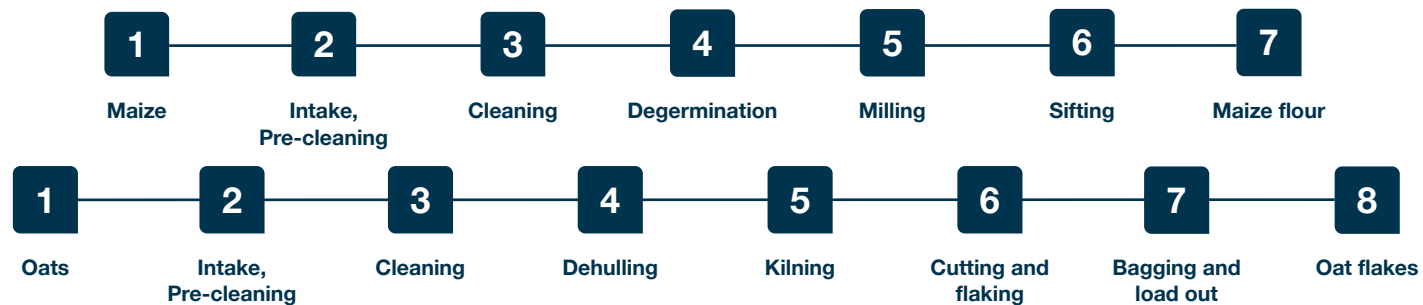 1 2 3 4 5 6 7
Maize Intake, Cleaning Degermination Milling Sifting Maize flour
Pre-cleaning
1 2 3 4 5 6 7 8
Oats Intake, Cleaning Dehulling Kilning Cutting and Bagging and Oat flakes
Pre-cleaning flaking load out